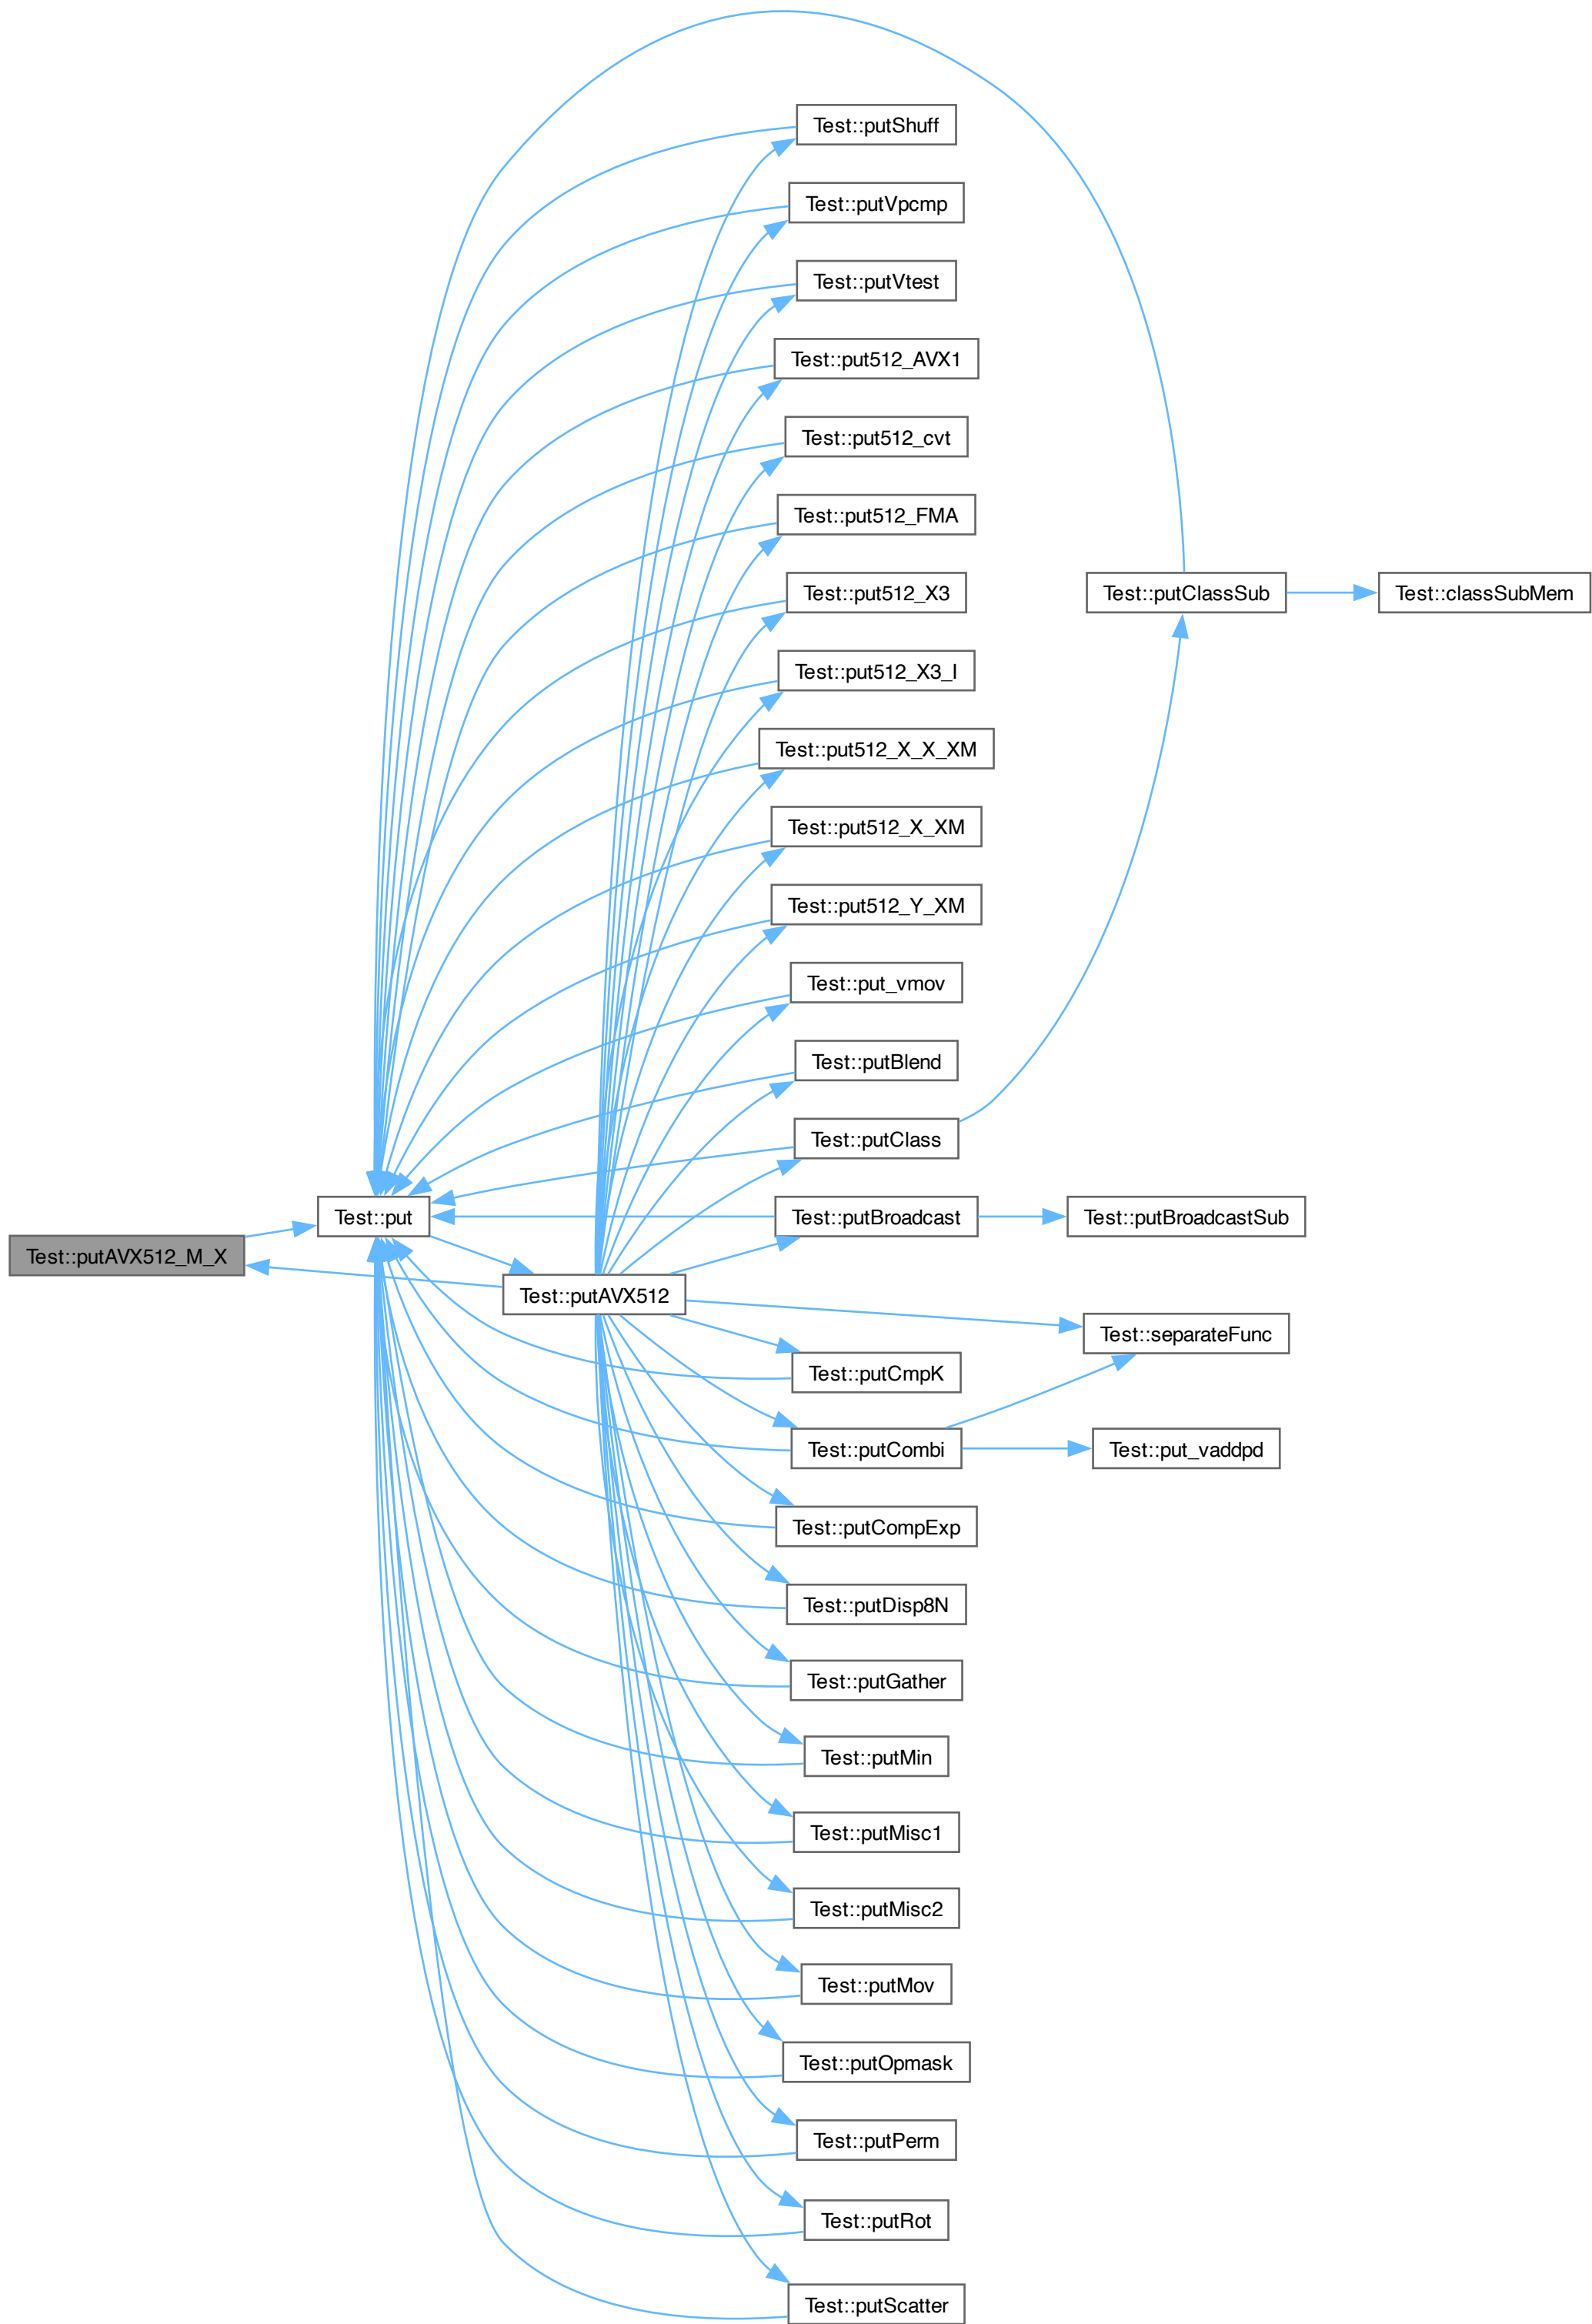 Test::putShuff
Test::putVpcmp
Test::putVtest
Test::put512_AVX1
Test::put512_cvt
Test::put512_FMA
Test::put512_X3
Test::putClassSub
Test::classSubMem
Test::put512_X3_I
Test::put512_X_X_XM
Test::put512_X_XM
Test::put512_Y_XM
Test::put_vmov
Test::putBlend
Test::putClass
Test::put
Test::putBroadcast
Test::putBroadcastSub
Test::putAVX512_M_X
Test::putAVX512
Test::separateFunc
Test::putCmpK
Test::putCombi
Test::put_vaddpd
Test::putCompExp
Test::putDisp8N
Test::putGather
Test::putMin
Test::putMisc1
Test::putMisc2
Test::putMov
Test::putOpmask
Test::putPerm
Test::putRot
Test::putScatter